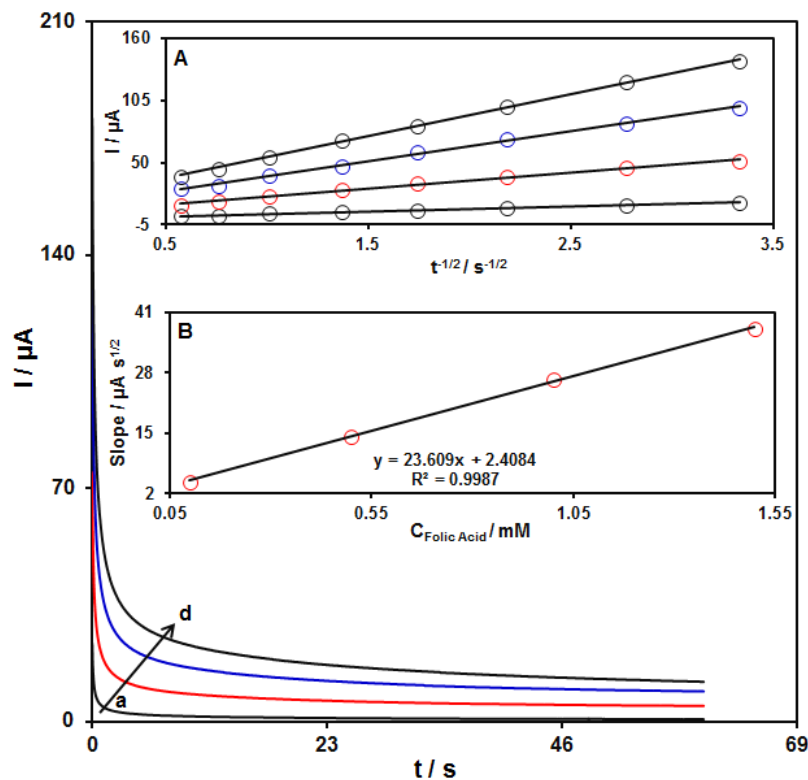 210
140
70
0
I / µA
0
23
46
69
t / s
a
d
A
160
105
50
-5
I / µA
0.5
1.5
2.5
3.5
t-1/2 / s-1/2
B
41
28
15
2
Slope / µA s1/2
y = 23.609x + 2.4084
R² = 0.9987
0.05
0.55
1.05
1.55
CFolic Acid / mM